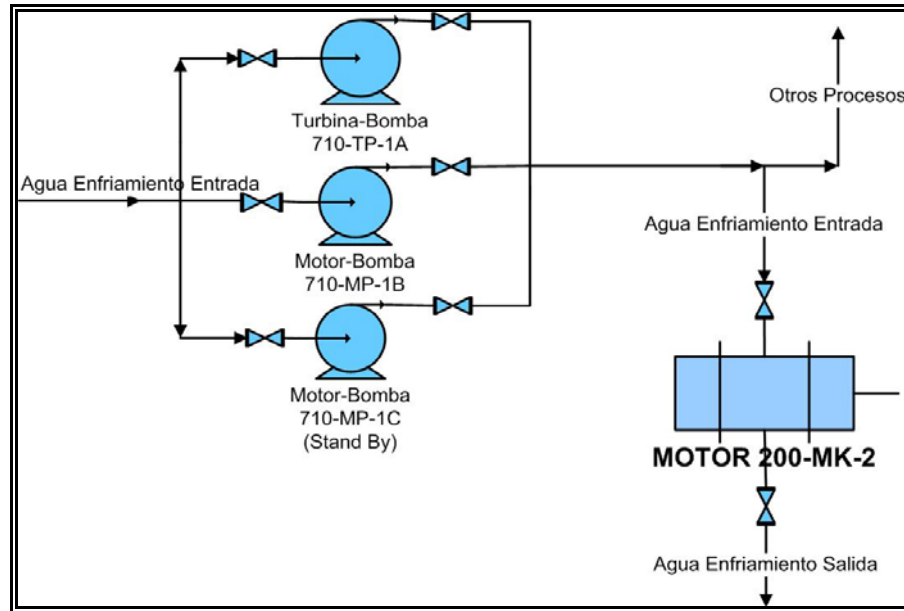 Otros Procesos
Turbina-Bomba
710-TP-1A
Agua Enfriamiento Entrada
Agua Enfriamiento Entrada
Motor-Bomba
710-MP-1B
Motor-Bomba
710-MP-1C
(Stand By)
MOTOR 200-MK-2
Agua Enfriamiento Salida